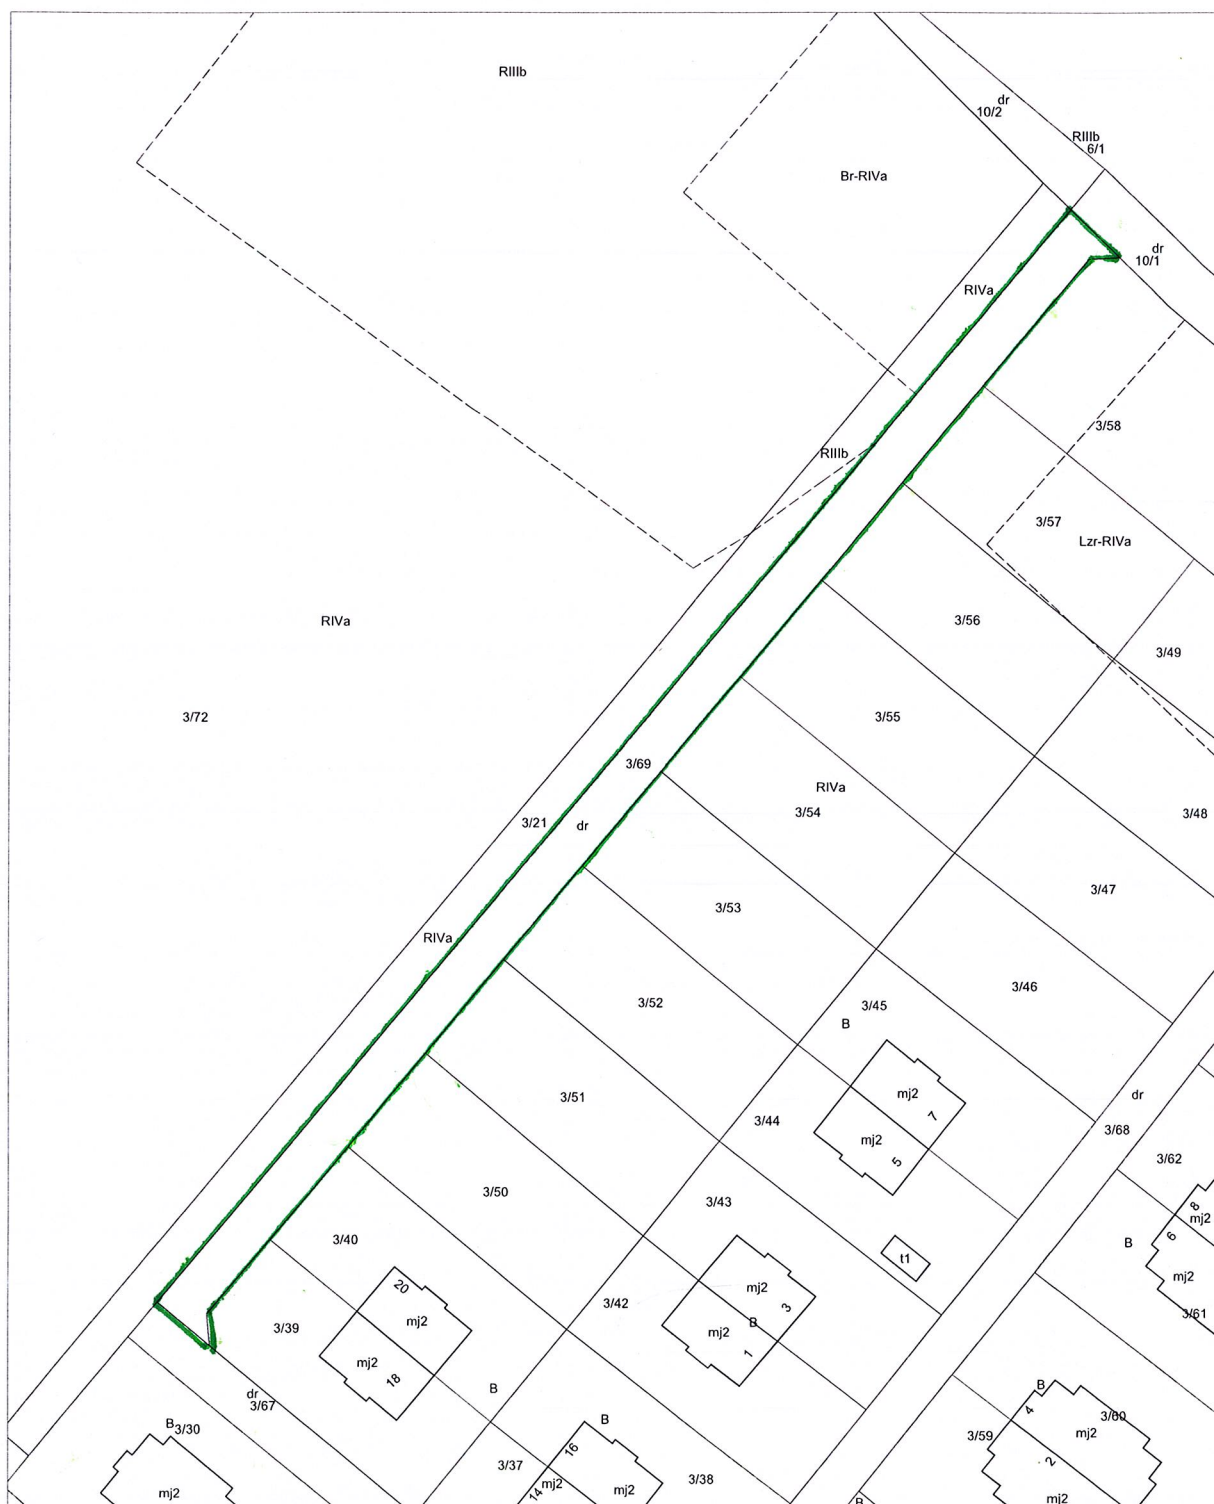 RIIIb
dr
10/2
RIIIb
6/1
Br-RIVa
dr
10/1
RIVa
3/58
RIIIb
3/57
Lzr-RIVa
RIVa
3/56
3/49
3/72
3/55
3/69
RIVa
3/54
3/48
3/21
dr
3/47
3/53
RIVa
3/46
3/52
3/45
B
mj2
7
dr
3/51
3/44
3/68
mj2
5
3/62
3/50
3/43
8
mj2
3/40
6
B
t1
20
mj2
mj2
3/42
3
3/61
mj2
3/39
mj2
B
1
mj2
18
dr
3/67
B
B
4
3/60
B
3/30
B
16
3/59
mj2
2
3/37
mj2
3/38
mj2
14
mj2
mj2
B